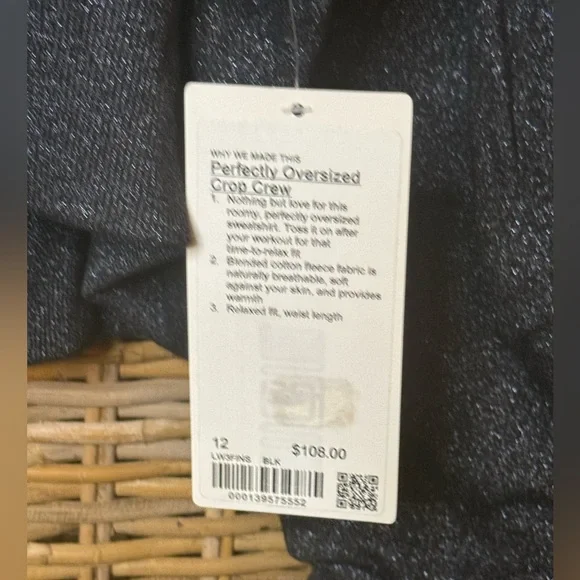 WHY WE MADE THIS
Perfectly Oversized
Crop Crew
1. Nothing but love for this
roomy, perfectly oversized
sweatshirt. Toss it on after
your workout for that
time-to-relax fit
2. Blended cotton fleece fabric is
naturally breathable, soft
against your skin, and provides
warmth
3. Relaxed fit, waist length
12 $108.00
LW3FINS BLK
000139575552